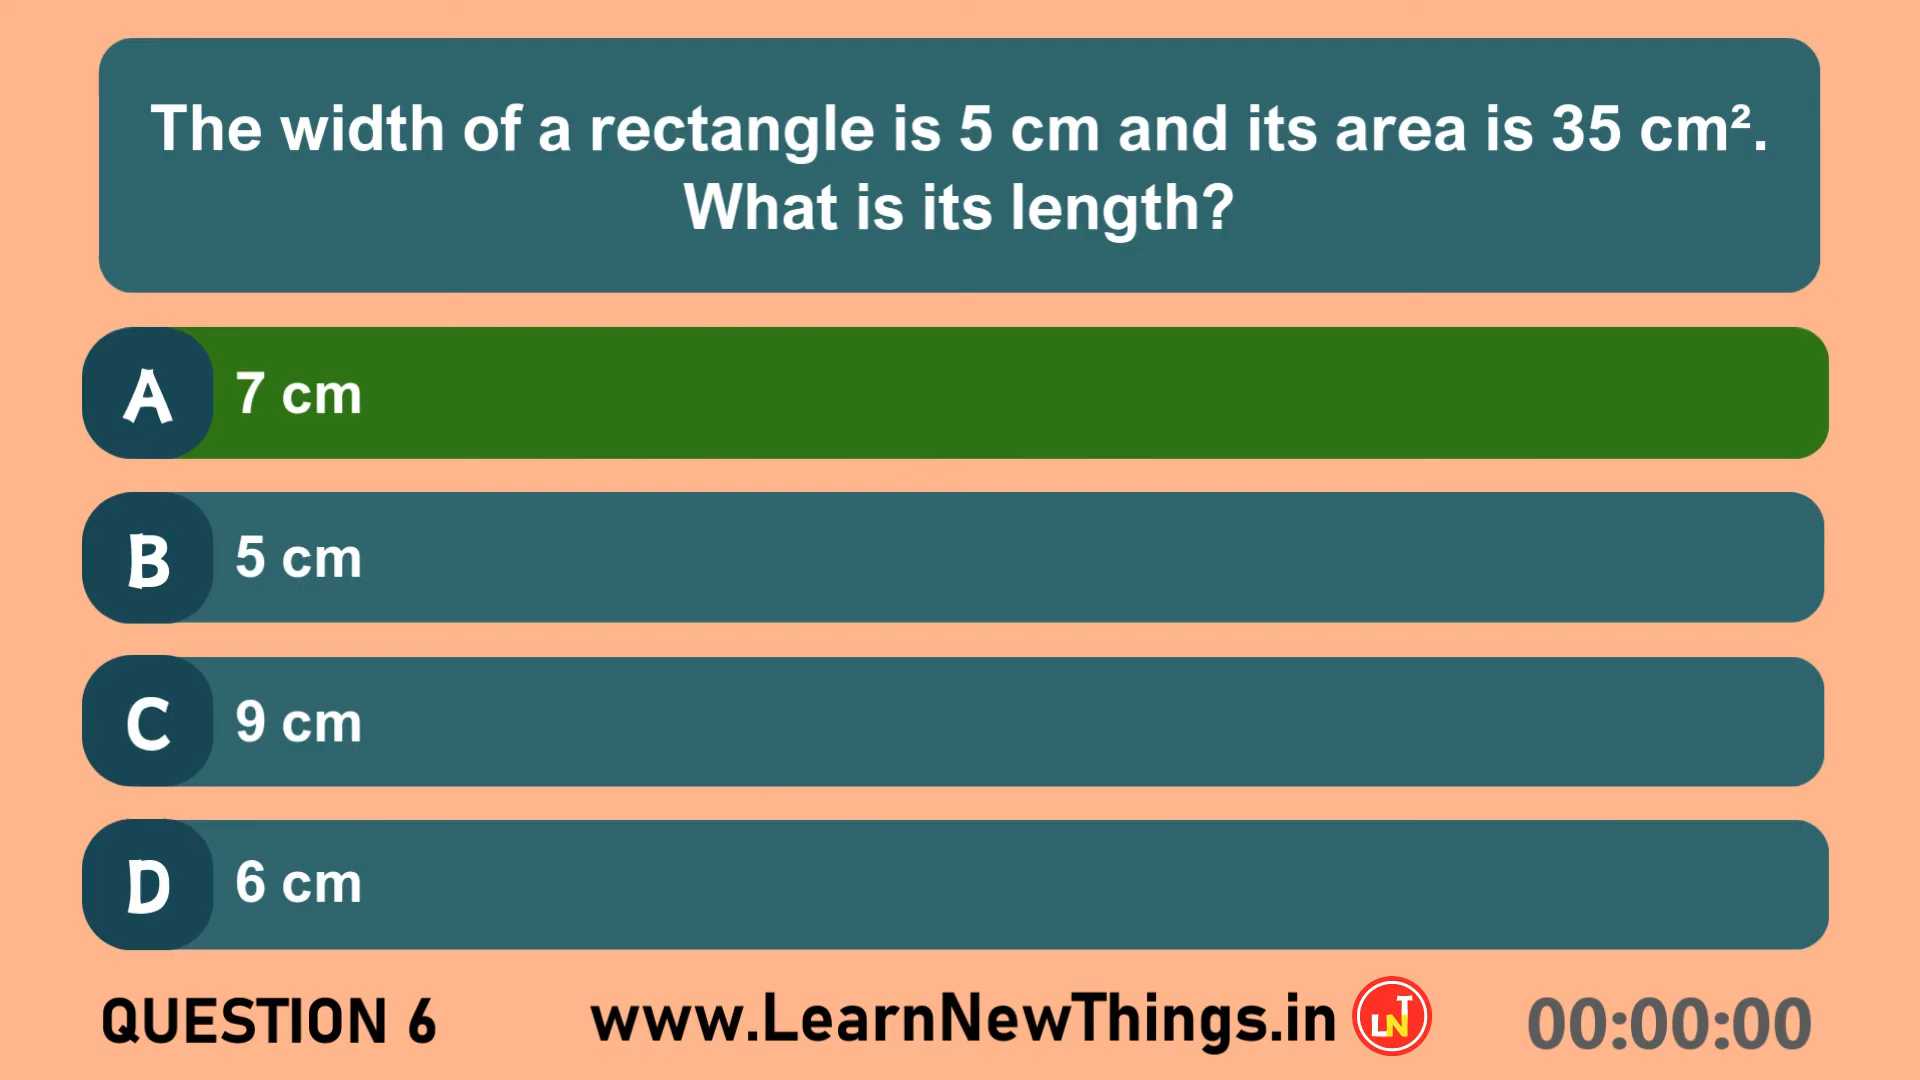 The width of a rectangle is 5 cm and its area is 35 cm².
What is its length?
A 7 cm
B 5 cm
C 9 cm
D 6 cm
QUESTION 6 www.LearnNewThings.in LNT 00:00:00